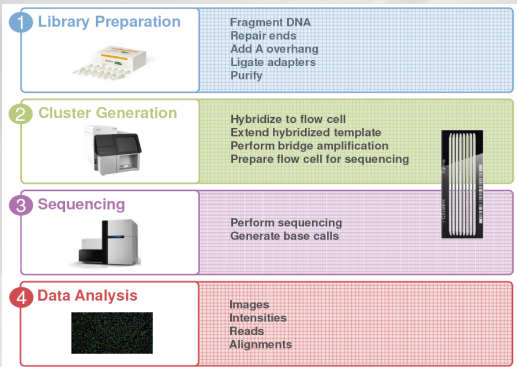 1 Library Preparation
Fragment DNA
Repair ends
Add A overhang
Ligate adapters
Purify
2 Cluster Generation
Hybridize to flow cell
Extend hybridized template
Perform bridge amplification
Prepare flow cell for sequencing
3 Sequencing
Perform sequencing
Generate base calls
4 Data Analysis
Images
Intensities
Reads
Alignments